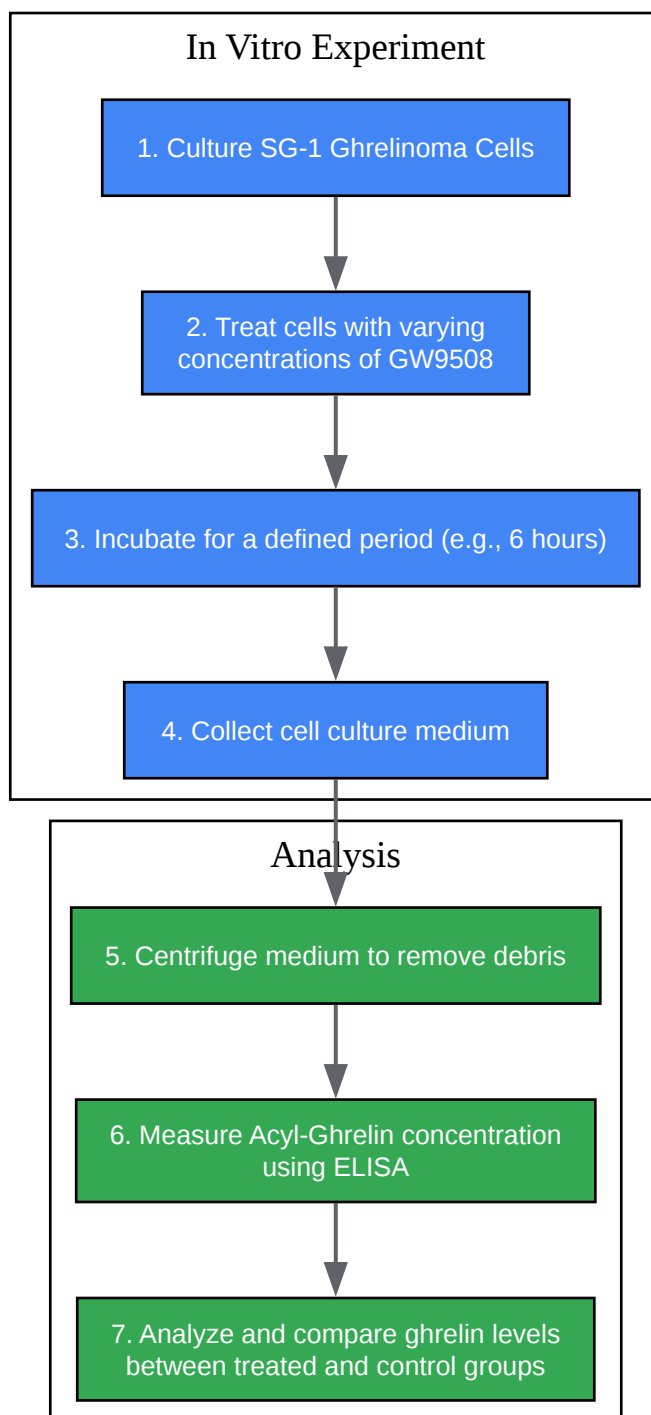 In Vitro Experiment
1. Culture SG-1 Ghrelinoma Cells
2. Treat cells with varying
concentrations of GW9508
3. Incubate for a defined period (e.g., 6 hours)
4. Collect cell culture medium
Analysis
5. Centrifuge medium to remove debris
6. Measure Acyl-Ghrelin concentration
using ELISA
7. Analyze and compare ghrelin levels
between treated and control groups